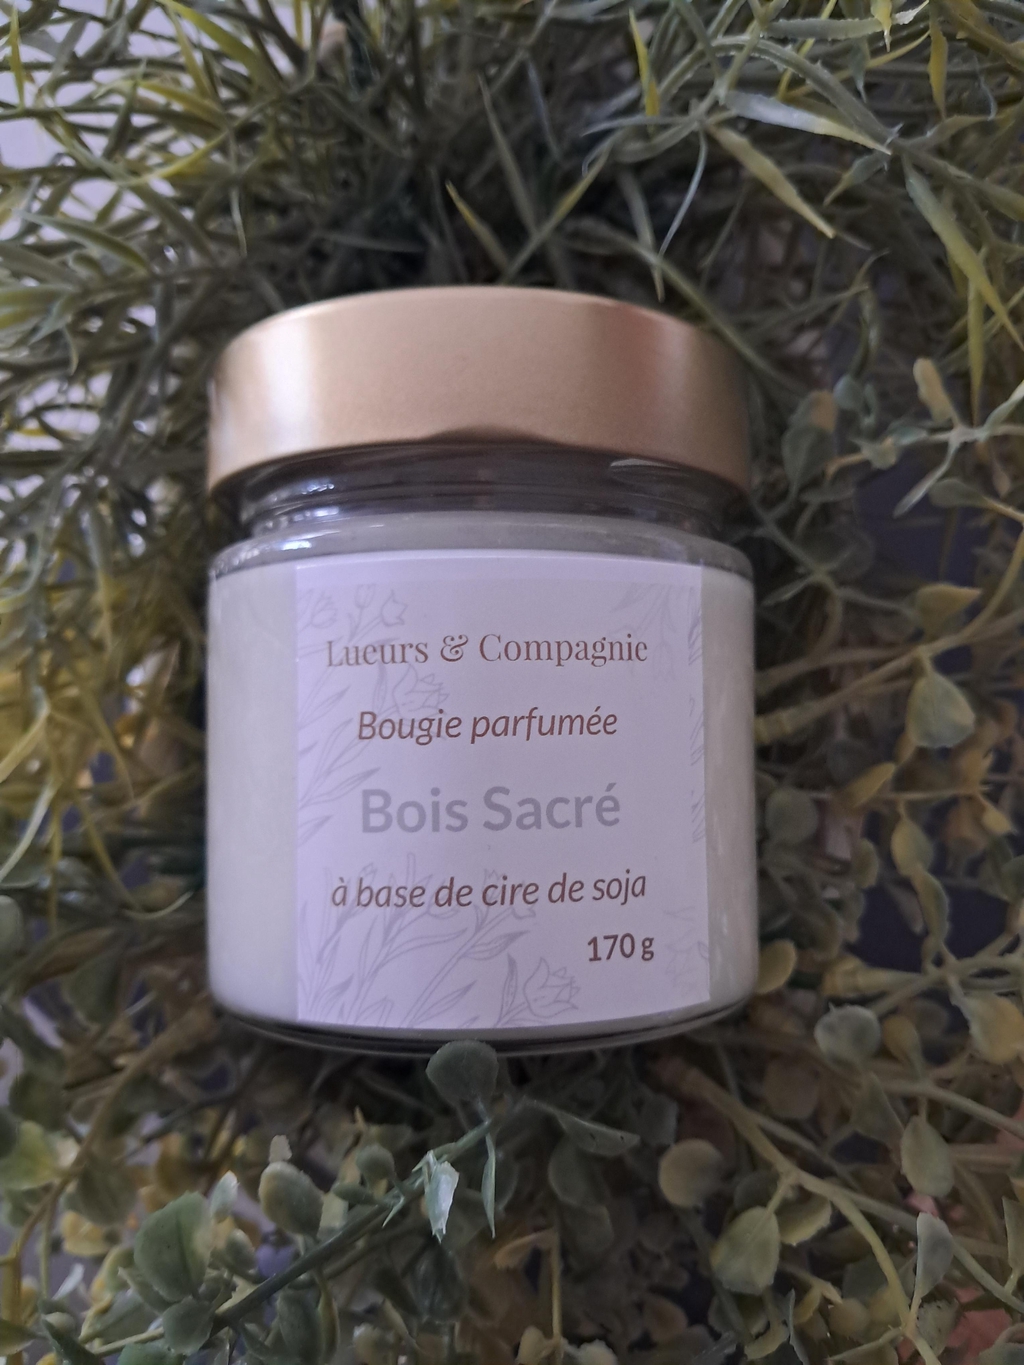 Lueurs & Compagnie
Bougie parfumée
Bois Sacré
à base de cire de soja
170 g